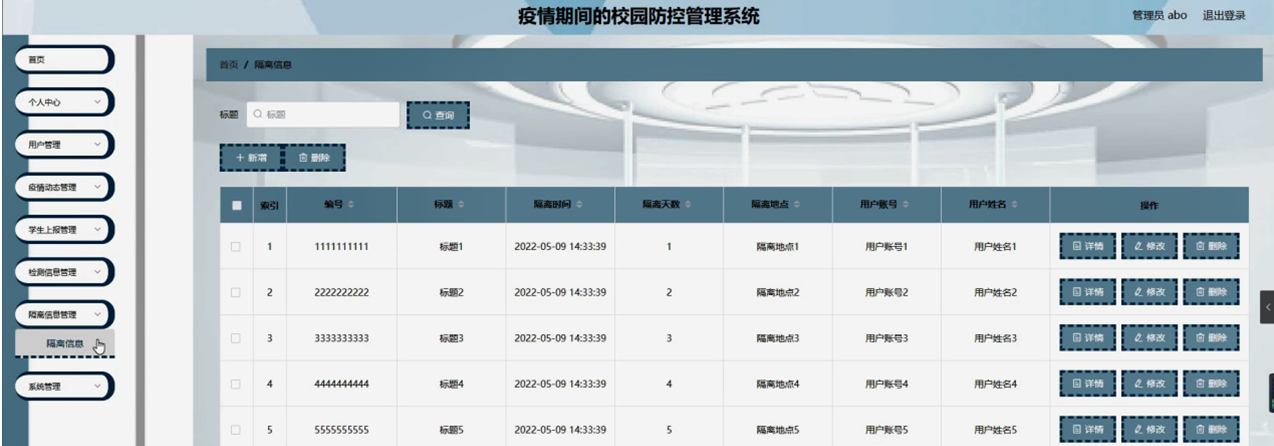 疫情期间的校园防控管理系统
管理员 abo 退出登录
首页
个人中心
用户管理
疫情动态管理
学生上报管理
检测信息管理
隔离信息管理
隔离信息
系统管理
首页 / 隔离信息
标题 标题 查询
+ 新增 删除
索引 编号 标题 隔离时间 隔离天数 隔离地点 用户账号 用户姓名 操作
1 1111111111 标题1 2022-05-09 14:33:39 1 隔离地点1 用户账号1 用户姓名1 详情 修改 删除
2 2222222222 标题2 2022-05-09 14:33:39 2 隔离地点2 用户账号2 用户姓名2 详情 修改 删除
3 3333333333 标题3 2022-05-09 14:33:39 3 隔离地点3 用户账号3 用户姓名3 详情 修改 删除
4 4444444444 标题4 2022-05-09 14:33:39 4 隔离地点4 用户账号4 用户姓名4 详情 修改 删除
5 5555555555 标题5 2022-05-09 14:33:39 5 隔离地点5 用户账号5 用户姓名5 详情 修改 删除